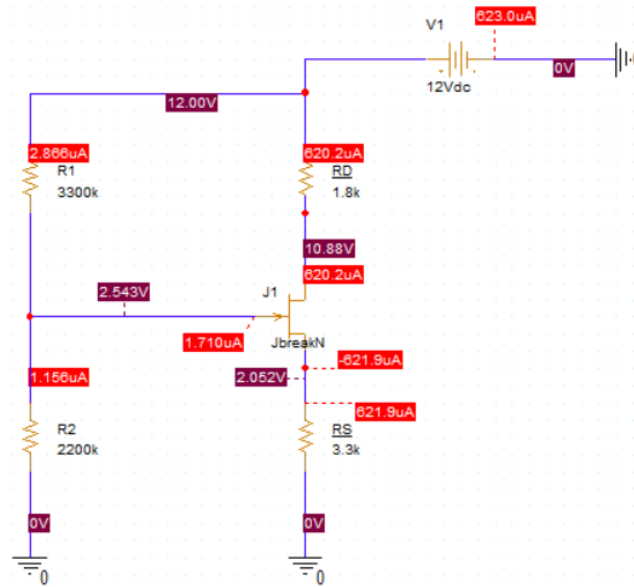 V1
623.0uA
0V
12Vdc
12.00V
2.866uA
R1
3300k
620.2uA
RD
1.8k
10.88V
620.2uA
2.543V
J1
1.710uA
JbreakN
-621.9uA
2.052V
1.156uA
621.9uA
R2
2200k
RS
3.3k
0V
0V
0
0